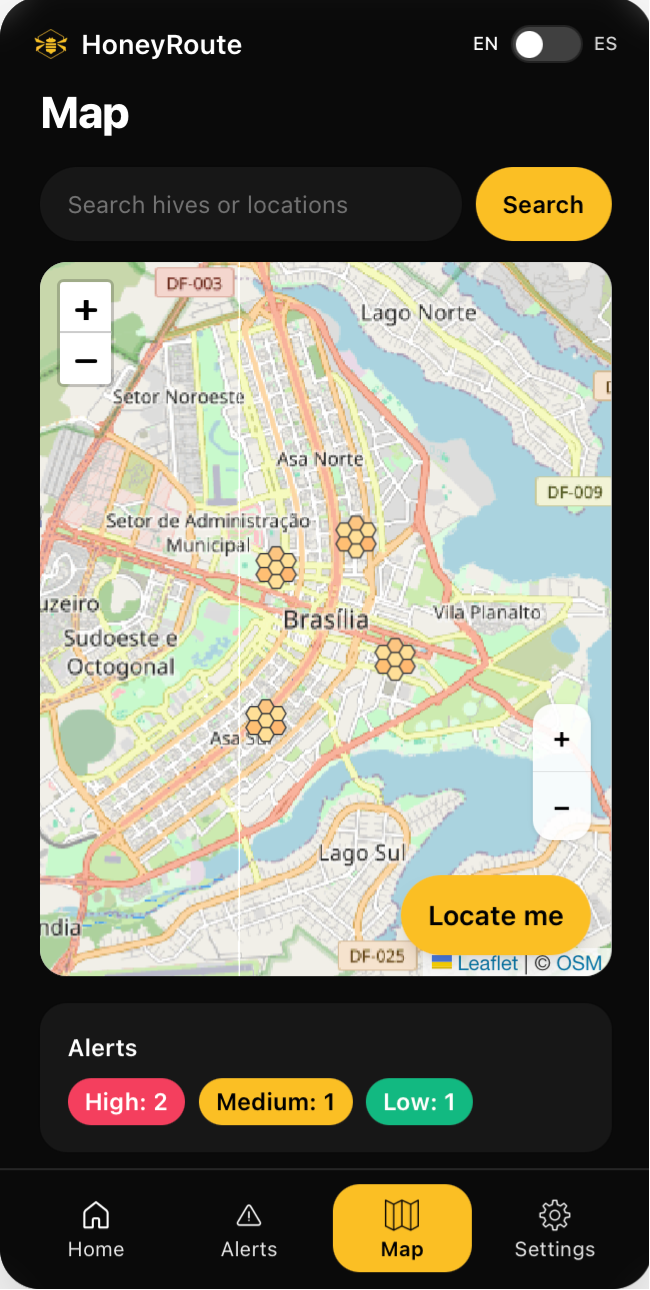 HoneyRoute
EN ES
Map
Search hives or locations
Search
+
−
DF-003
Lago Norte
Setor Noroeste
Asa Norte
DF-009
Setor de Administração
Municipal
uzeiro
Brasília
Vila Planalto
Sudoeste e
Octogonal
Asa
+
−
Lago Sul
Locate me
ndia
DF-025
Leaflet | © OSM
Alerts
High: 2
Medium: 1
Low: 1
Home
Alerts
Map
Settings